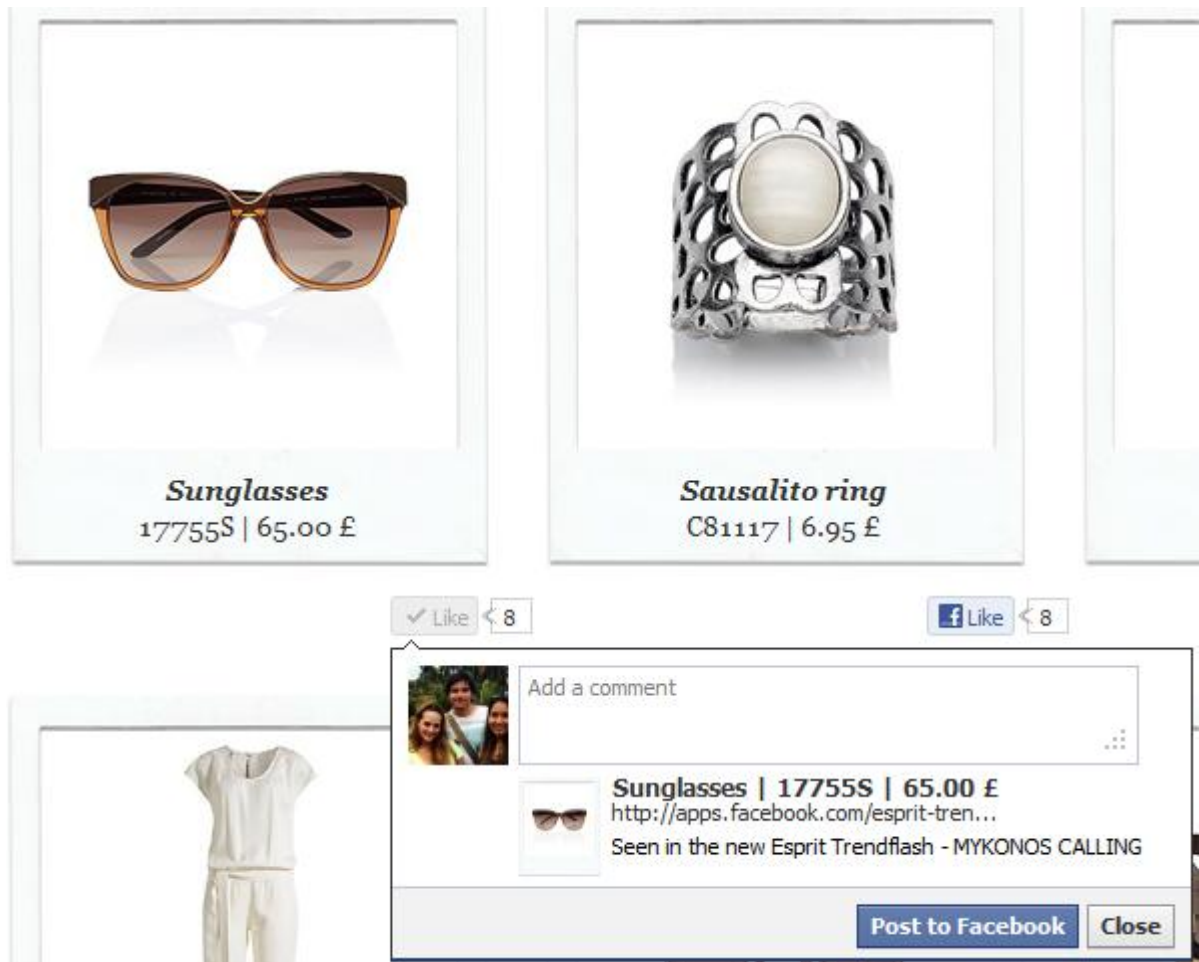 Sunglasses
17755S | 65.00 £
Sausalito ring
C81117 | 6.95 £
Like 8
Like 8
Add a comment
Sunglasses | 17755S | 65.00 £
http://apps.facebook.com/esprit-tren...
Seen in the new Esprit Trendflash - MYKONOS CALLING
Post to Facebook Close